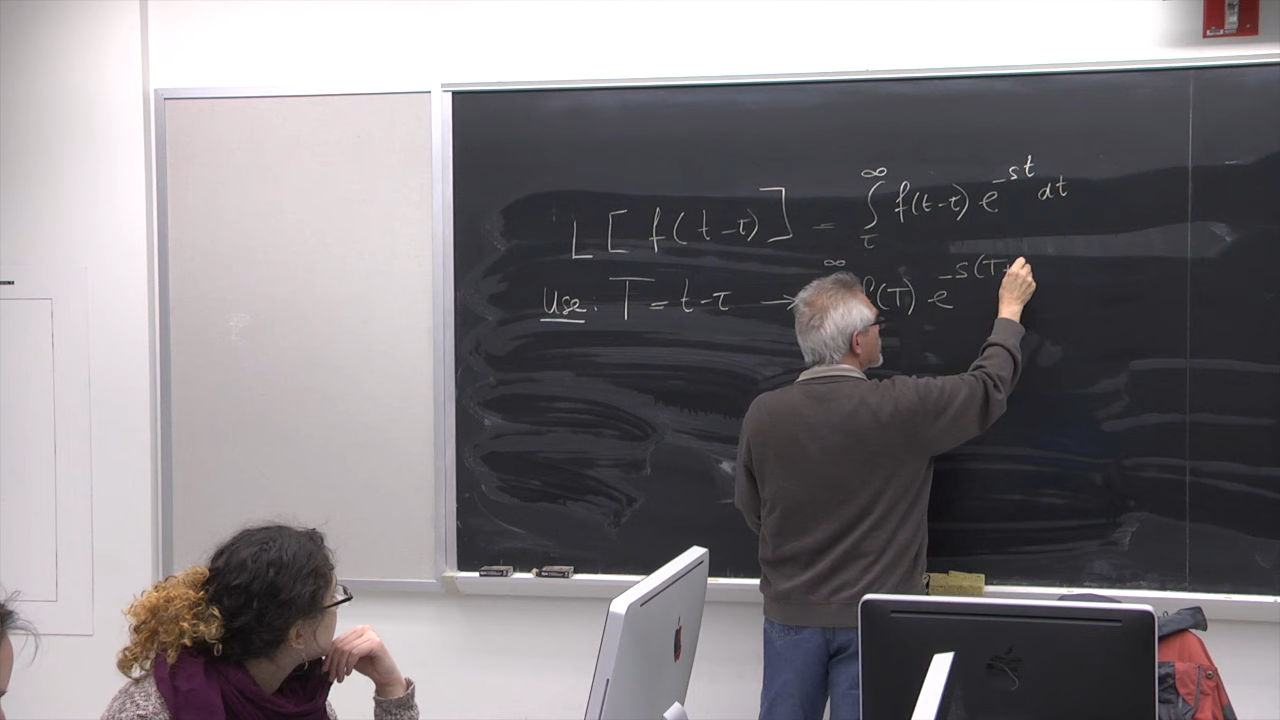 L [ f(t-τ) ] = ∫_τ^∞ f(t-τ) e^{-st} dt
Use: T = t-τ → ∞ f(T) e^{-s(T+